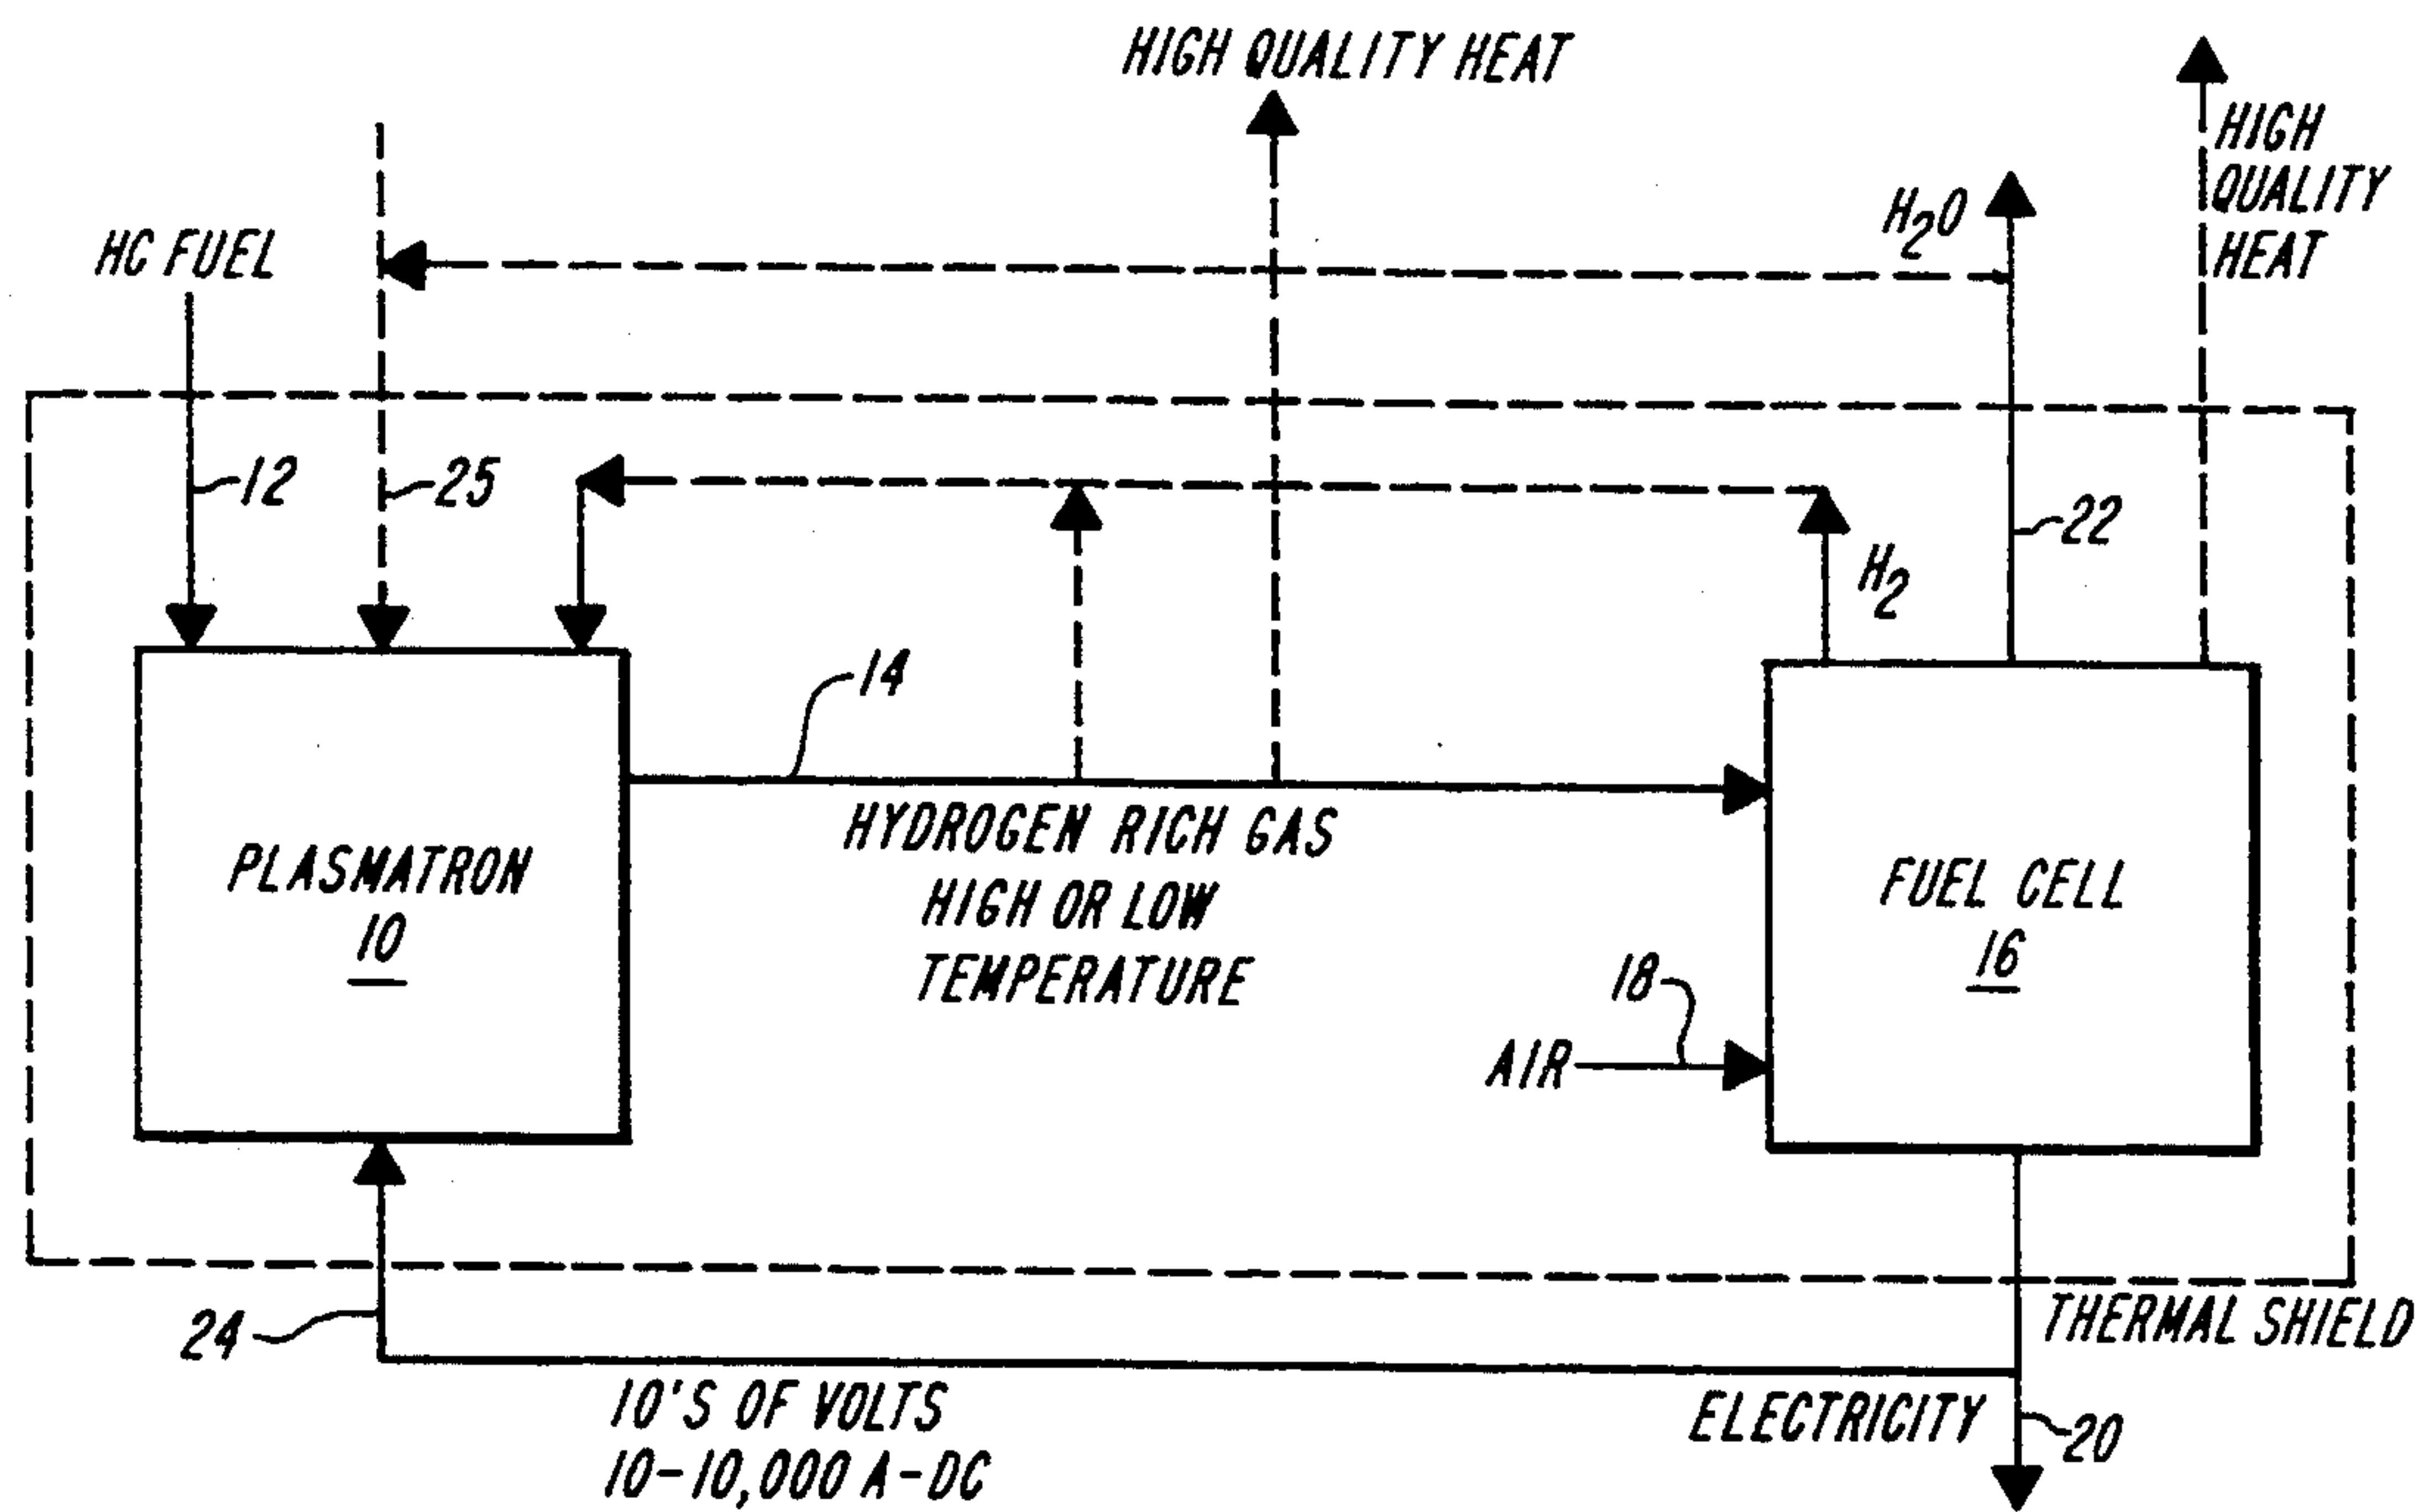 HIGH QUALITY HEAT
HIGH
QUALITY
HEAT
H2O
HC FUEL
12
25
22
H2
14
HYDROGEN RICH GAS
HIGH OR LOW
TEMPERATURE
PLASMATRON
10
FUEL CELL
16
18
AIR
24
THERMAL SHIELD
10'S OF VOLTS
10-10,000 A-DC
ELECTRICITY
20